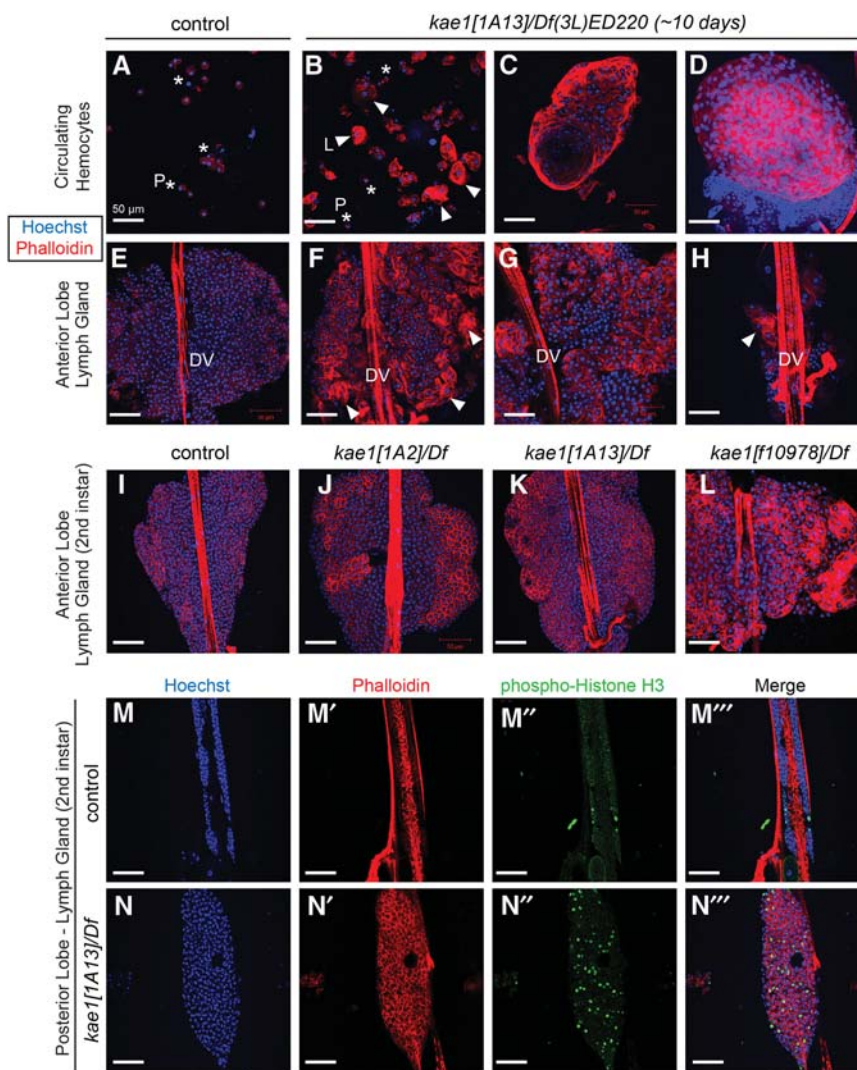 control
kae1[1A13]/Df(3L)ED220 (~10 days)
Circulating
Hemocytes
A
*
*
P *
50 µm
B
*
L
*
P
*
C
D
Hoechst
Phalloidin
Anterior Lobe
Lymph Gland
E
DV
F
DV
G
DV
H
DV
control
kae1[1A2]/Df
kae1[1A13]/Df
kae1[f10978]/Df
Anterior Lobe
Lymph Gland (2nd instar)
I
J
K
L
Hoechst
Phalloidin
phospho-Histone H3
Merge
Posterior Lobe - Lymph Gland (2nd instar)
control
M
M′
M″
M‴
kae1[1A13]/Df
N
N′
N″
N‴